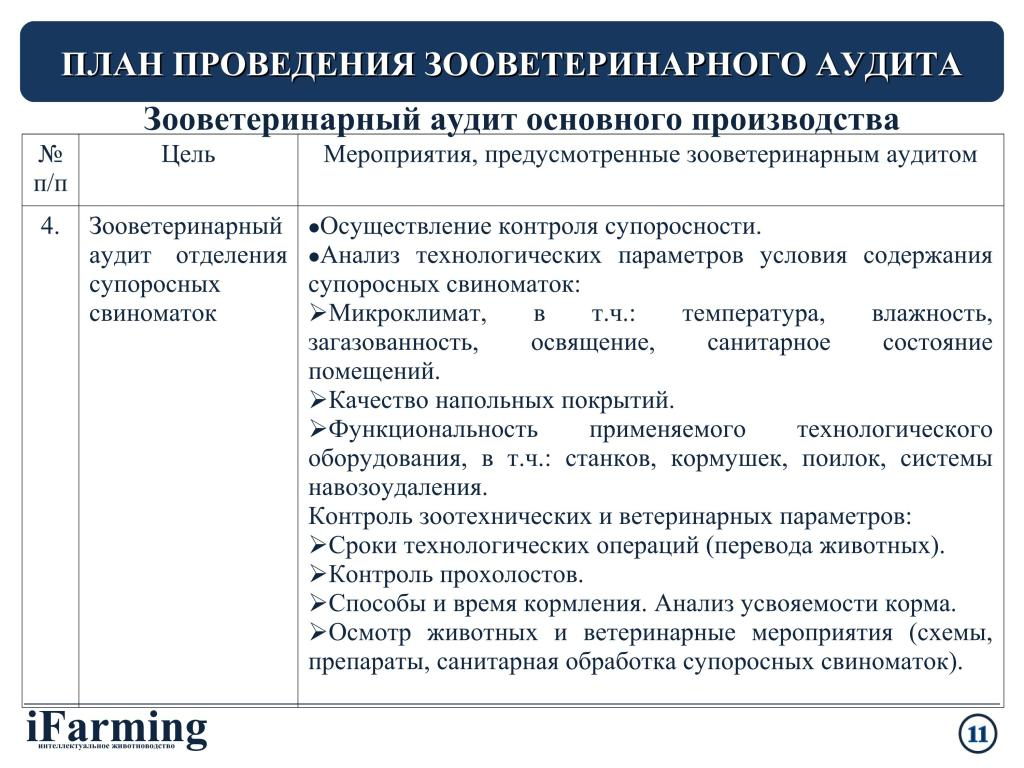 ПЛАН ПРОВЕДЕНИЯ ЗООВЕТЕРИНАРНОГО АУДИТА
Зооветеринарный аудит основного производства
№ п/п
Цель
Мероприятия, предусмотренные зооветеринарным аудитом
4.
Зооветеринарный
аудит отделения
супоросных
свиноматок
●Осуществление контроля супоросности.
●Анализ технологических параметров условия содержания
супоросных свиноматок:
➢Микроклимат, в т.ч.: температура, влажность,
загазованность, освящение, санитарное состояние
помещений.
➢Качество напольных покрытий.
➢Функциональность применяемого технологического
оборудования, в т.ч.: станков, кормушек, поилок, системы
навозоудаления.
Контроль зоотехнических и ветеринарных параметров:
➢Сроки технологических операций (перевода животных).
➢Контроль прохолостов.
➢Способы и время кормления. Анализ усвояемости корма.
➢Осмотр животных и ветеринарные мероприятия (схемы,
препараты, санитарная обработка супоросных свиноматок).
iFarming
интеллектуальное животноводство
11